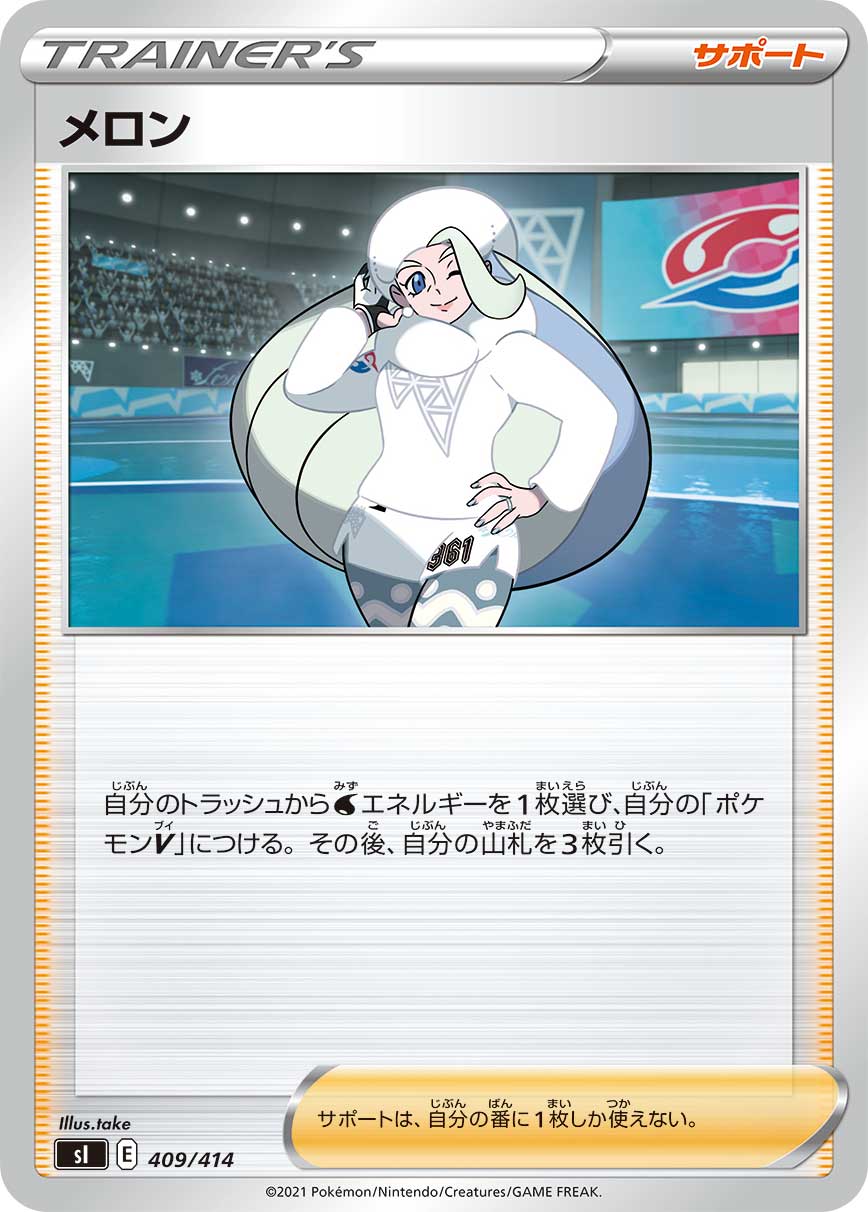 TRAINER'S
サポート
メロン
361
自分のトラッシュからエネルギーを1枚選び、自分の「ポケ
モンV」につける。その後、自分の山札を3枚引く。
Illus.take
サポートは、自分の番に1枚しか使えない。
sI E 409/414
©2021 Pokémon/Nintendo/Creatures/GAME FREAK.